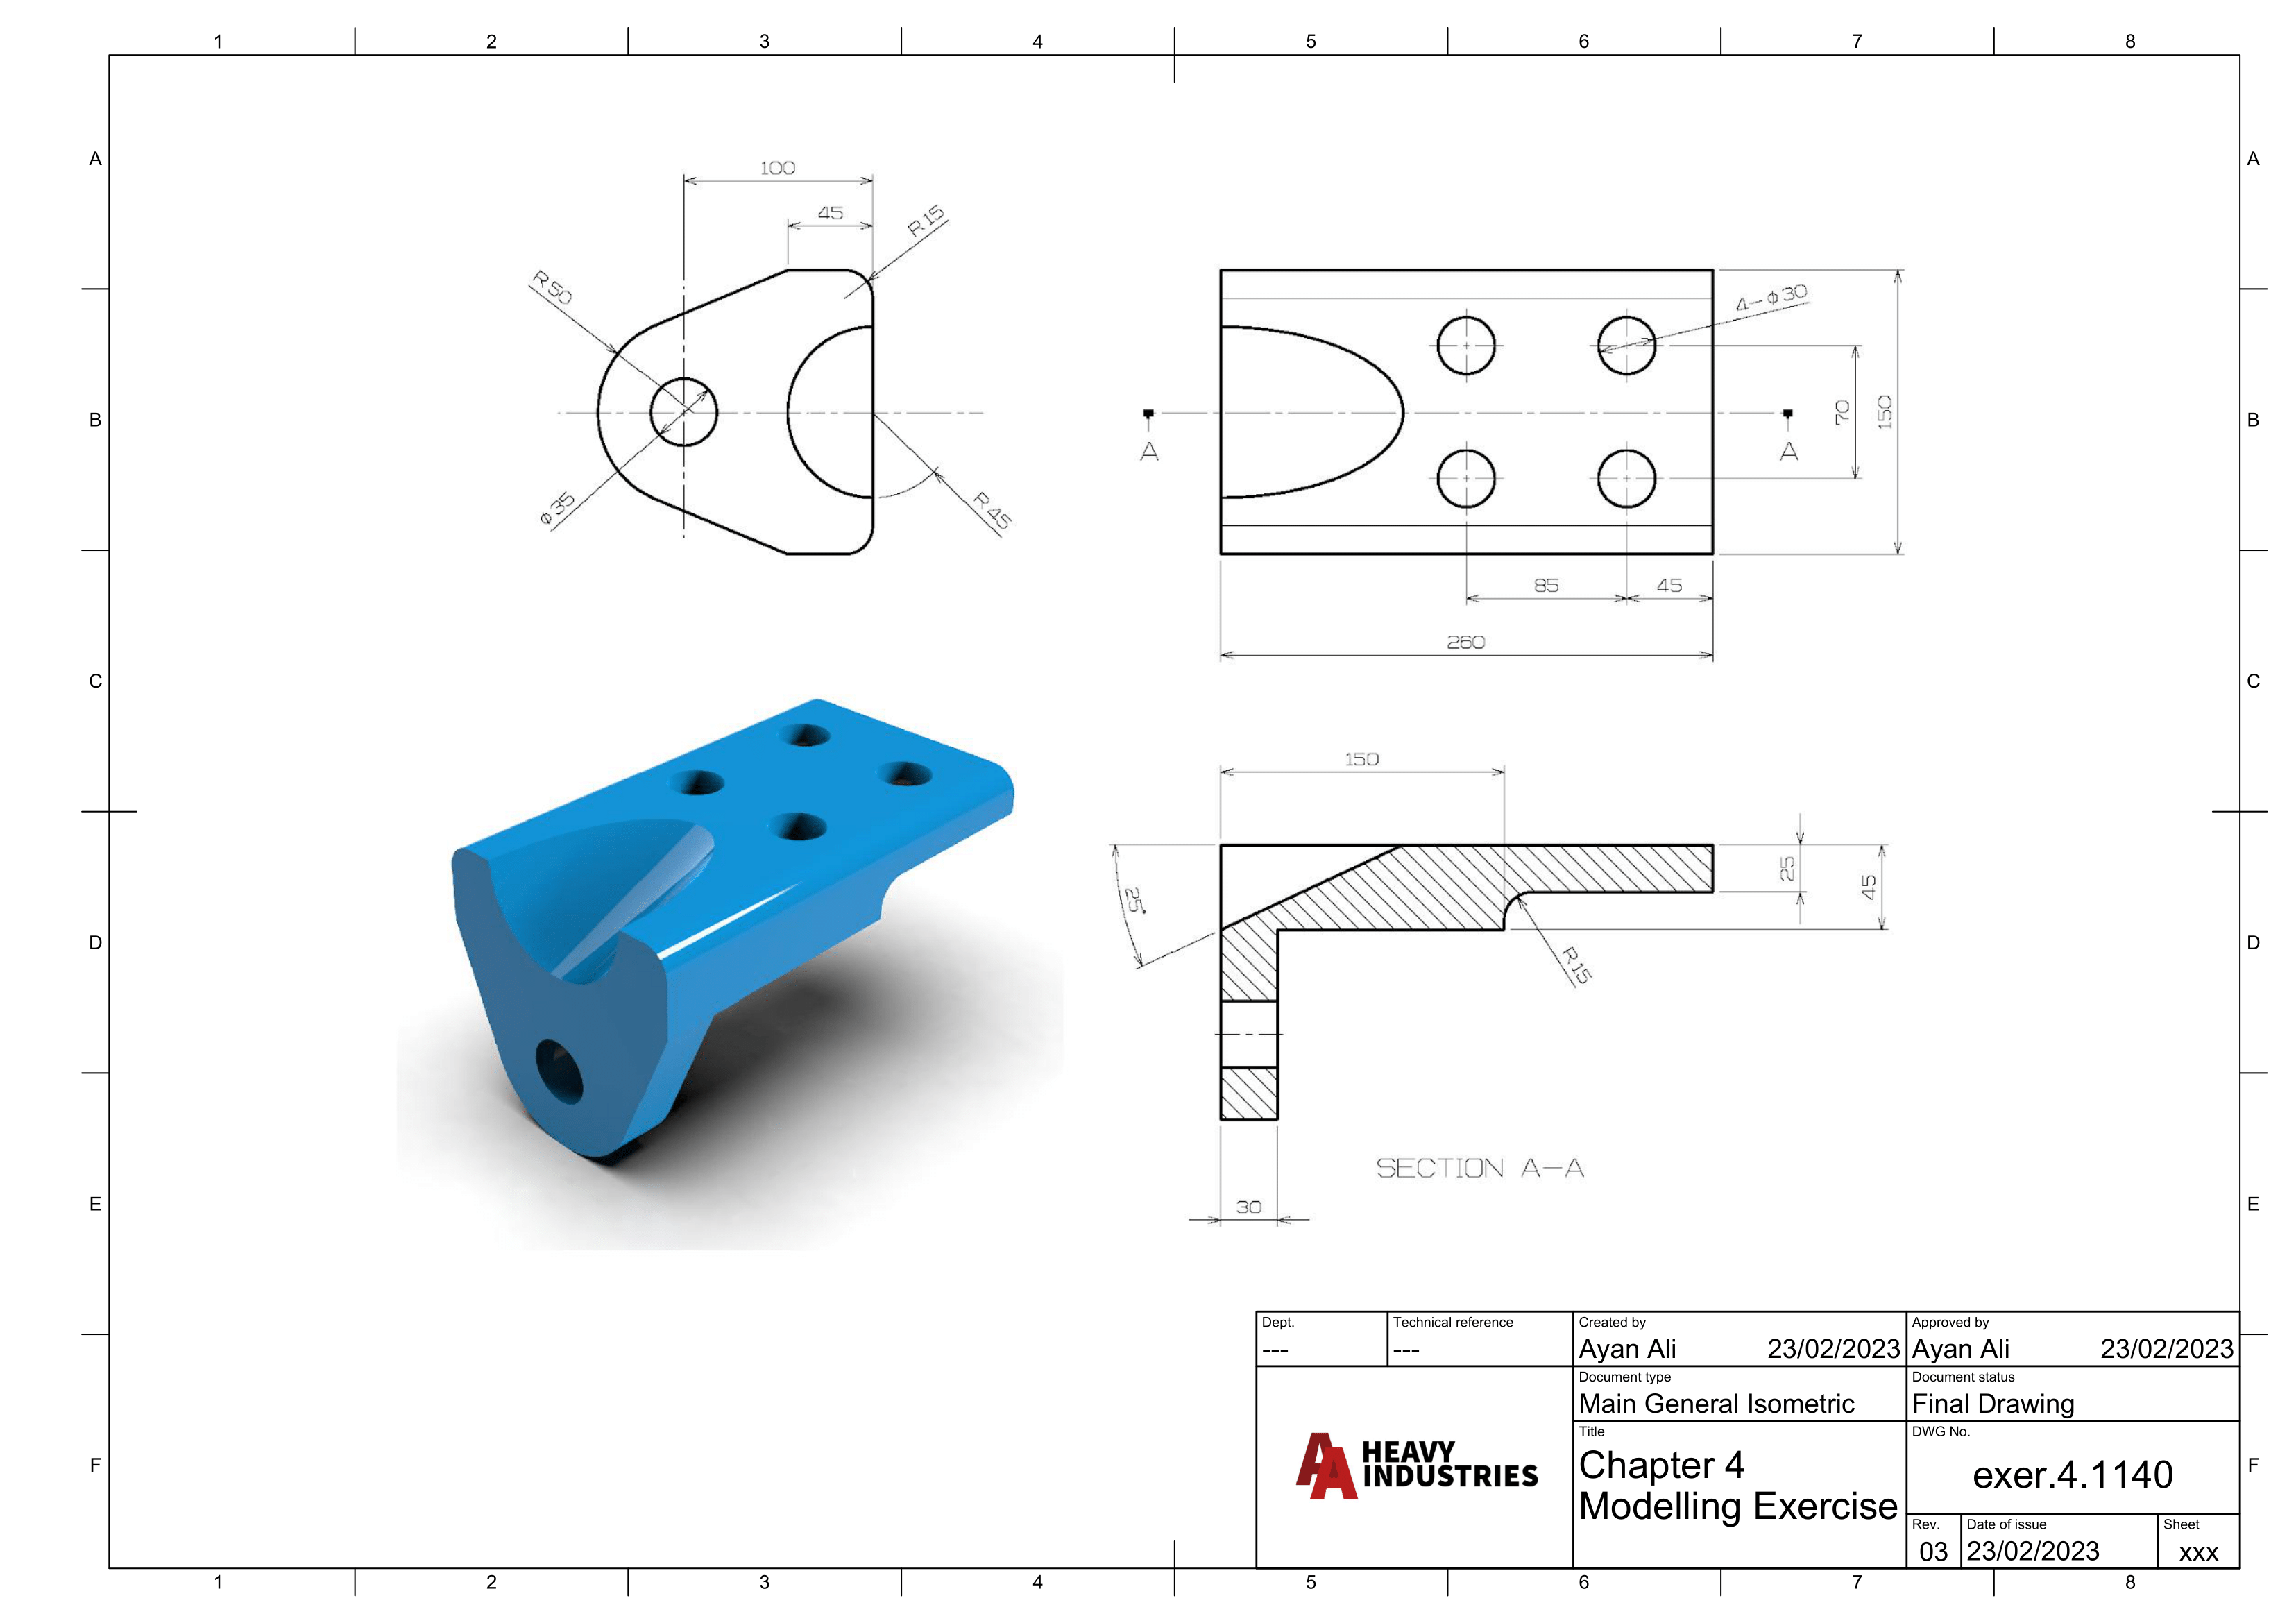 1 2 3 4 5 6 7 8
A A
B B
C C
D D
E E
F F
100
45
R15
R50
ϕ35
R45
4-ϕ30
70
150
A A
85 45
260
150
25
45
25°
R15
SECTION A-A
30
Dept.
---
Technical reference
---
Created by
Ayan Ali 23/02/2023
Approved by
Ayan Ali 23/02/2023
Document type
Main General Isometric
Document status
Final Drawing
AA HEAVY
INDUSTRIES
Title
Chapter 4
Modelling Exercise
DWG No.
exer.4.1140
Rev.
03
Date of issue
23/02/2023
Sheet
xxx
1 2 3 4 5 6 7 8